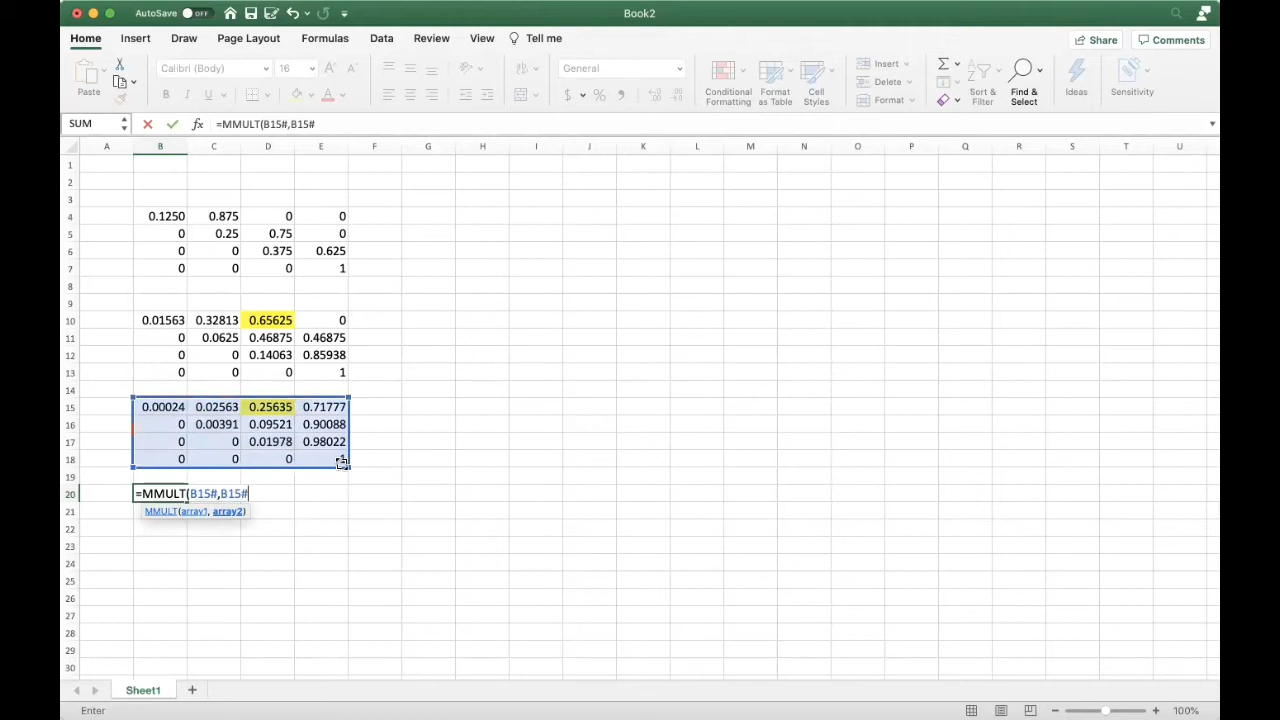 AutoSave OFF Book2
Home Insert Draw Page Layout Formulas Data Review View Tell me Share Comments
Paste Calibri (Body) 16 A A General Conditional Formatting Format as Table Cell Styles Insert Delete Format Sort & Filter Find & Select Ideas Sensitivity
B I U A $ %
SUM fx =MMULT(B15#,B15#
A B C D E F G H I J K L M N O P Q R S T U
1
2
3
4 0.1250 0.875 0 0
5 0 0.25 0.75 0
6 0 0 0.375 0.625
7 0 0 0 1
8
9
10 0.01563 0.32813 0.65625 0
11 0 0.0625 0.46875 0.46875
12 0 0 0.14063 0.85938
13 0 0 0 1
14
15 0.00024 0.02563 0.25635 0.71777
16 0 0.00391 0.09521 0.90088
17 0 0 0.01978 0.98022
18 0 0 0 1
19
20 =MMULT(B15#,B15#
21 MMULT(array1, array2)
22
23
24
25
26
27
28
29
30
Sheet1
Enter 100%